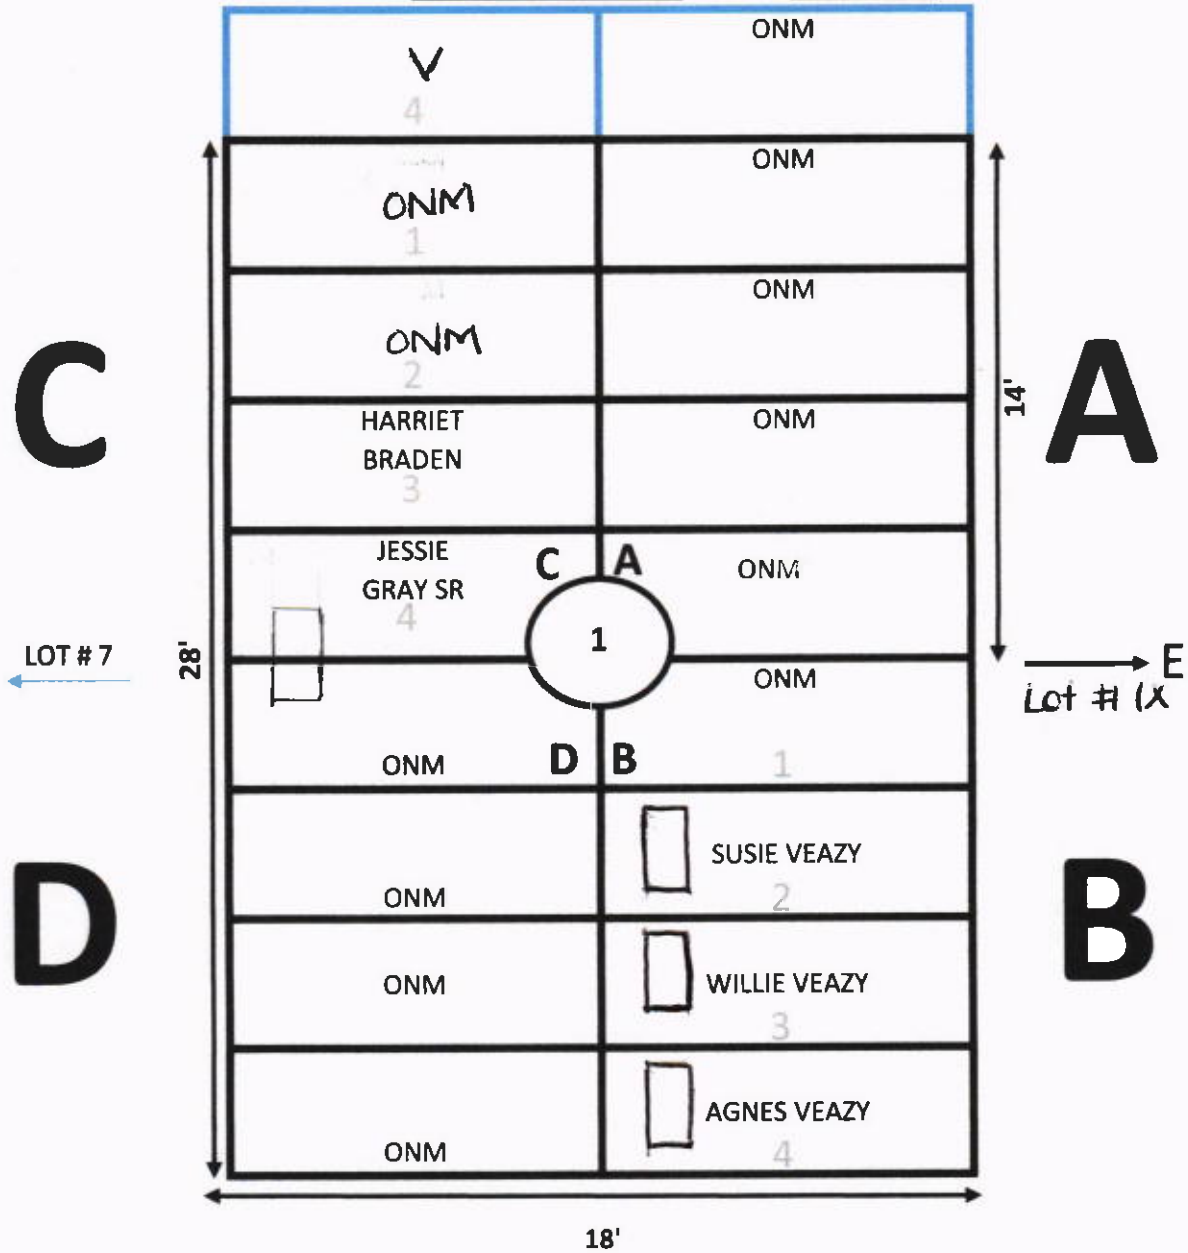 V
4
ONM
ONM
1
ONM
ONM
2
ONM
HARRIET
BRADEN
3
ONM
JESSIE
GRAY SR
4
C
A
ONM
1
C
A
28'
14'
LOT # 7
E
Lot # 1X
ONM
1
ONM
D
B
SUSIE VEAZY
2
ONM
D
B
ONM
WILLIE VEAZY
3
AGNES VEAZY
4
ONM
18'